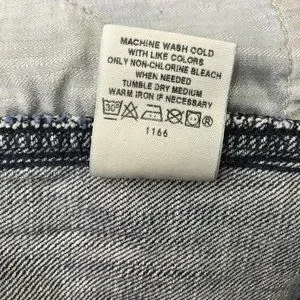 MACHINE WASH COLD
WITH LIKE COLORS
ONLY NON-CHLORINE BLEACH
WHEN NEEDED
TUMBLE DRY MEDIUM
WARM IRON IF NECESSARY
30° ®
1166